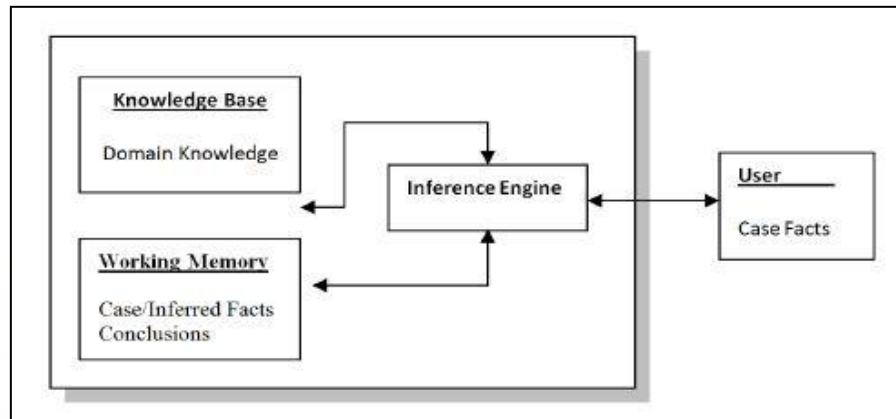 Knowledge Base
Domain Knowledge
Working Memory
Case/Inferred Facts
Conclusions
Inference Engine
User
Case Facts